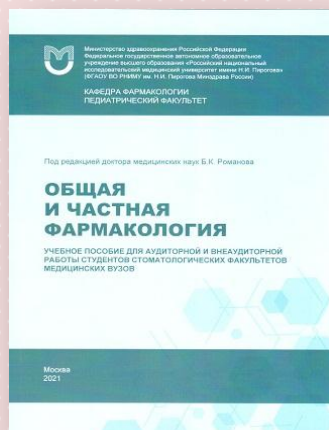 Министерство здравоохранения Российской Федерации
Федеральное государственное автономное образовательное
учреждение высшего образования «Российский национальный
исследовательский медицинский университет имени Н.И. Пирогова»
(ФГАОУ ВО РНИМУ им. Н.И. Пирогова Минздрава России)
КАФЕДРА ФАРМАКОЛОГИИ
ПЕДИАТРИЧЕСКИЙ ФАКУЛЬТЕТ
Под редакцией доктора медицинских наук Б.К. Романова
ОБЩАЯ
И ЧАСТНАЯ
ФАРМАКОЛОГИЯ
УЧЕБНОЕ ПОСОБИЕ ДЛЯ АУДИТОРНОЙ И ВНЕАУДИТОРНОЙ
РАБОТЫ СТУДЕНТОВ СТОМАТОЛОГИЧЕСКИХ ФАКУЛЬТЕТОВ
МЕДИЦИНСКИХ ВУЗОВ
Москва
2021